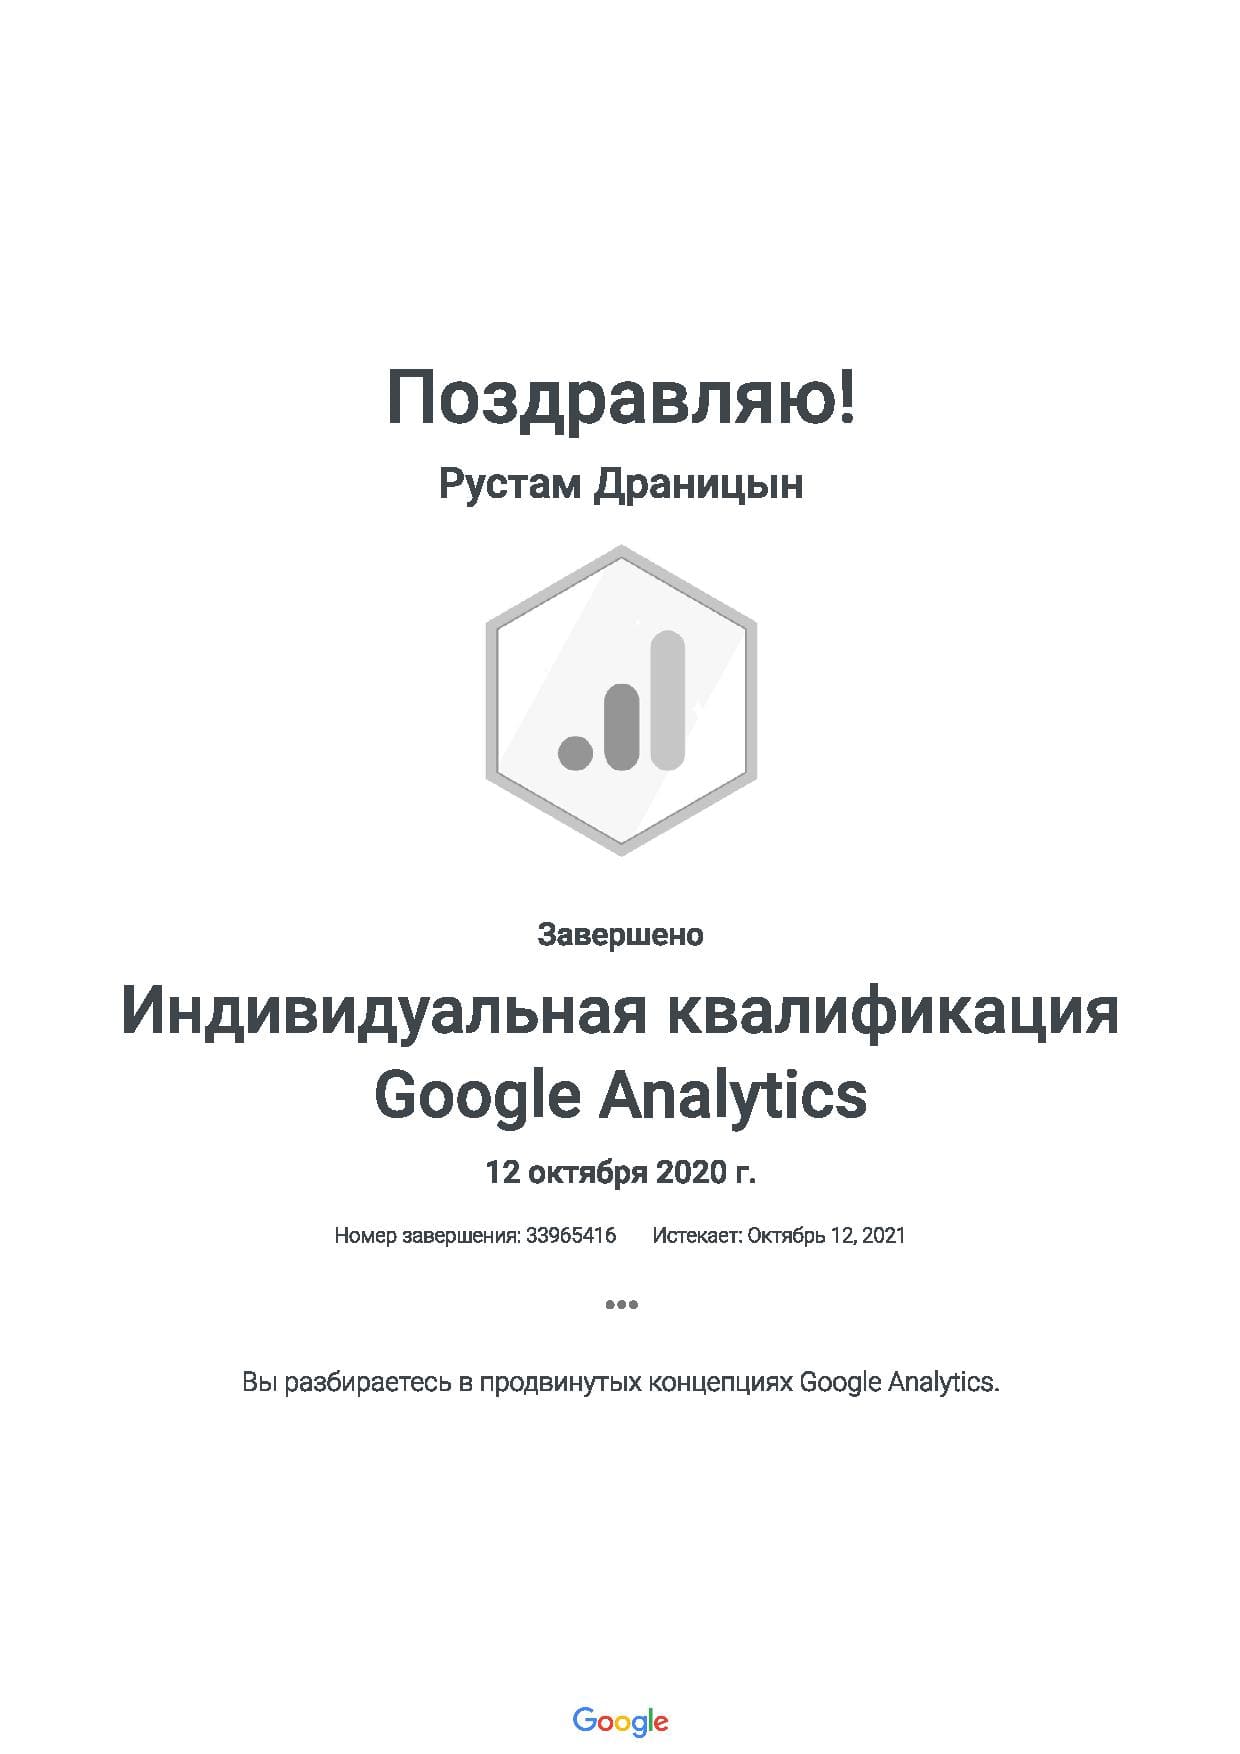 Поздравляю!
Рустам Драницын
Завершено
Индивидуальная квалификация
Google Analytics
12 октября 2020 г.
Номер завершения: 33965416 Истекает: Октябрь 12, 2021
•••
Вы разбираетесь в продвинутых концепциях Google Analytics.
Google